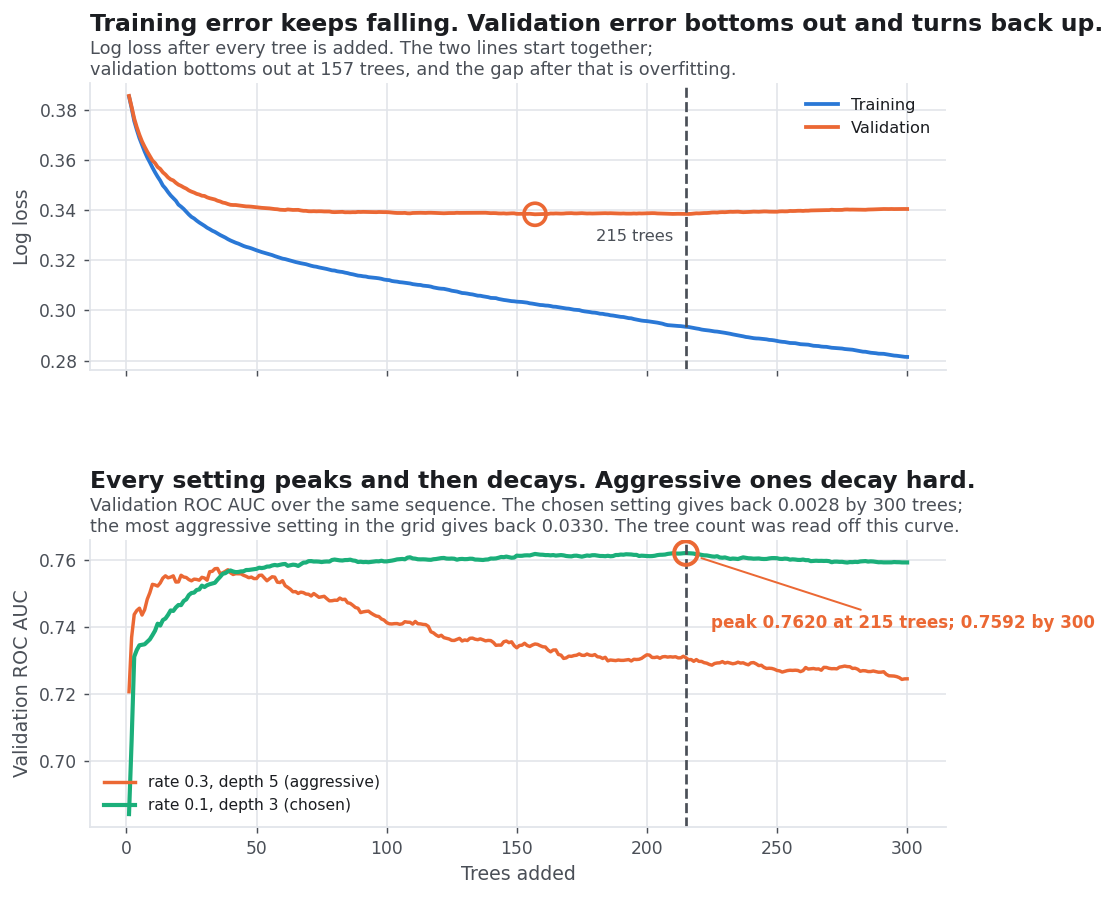 Training error keeps falling. Validation error bottoms out and turns back up.
Log loss after every tree is added. The two lines start together;
validation bottoms out at 157 trees, and the gap after that is overfitting.
Log loss
0.38
0.36
0.34
0.32
0.30
0.28
Training
Validation
215 trees
Every setting peaks and then decays. Aggressive ones decay hard.
Validation ROC AUC over the same sequence. The chosen setting gives back 0.0028 by 300 trees;
the most aggressive setting in the grid gives back 0.0330. The tree count was read off this curve.
Validation ROC AUC
0.76
0.74
0.72
0.70
peak 0.7620 at 215 trees; 0.7592 by 300
rate 0.3, depth 5 (aggressive)
rate 0.1, depth 3 (chosen)
0 50 100 150 200 250 300
Trees added